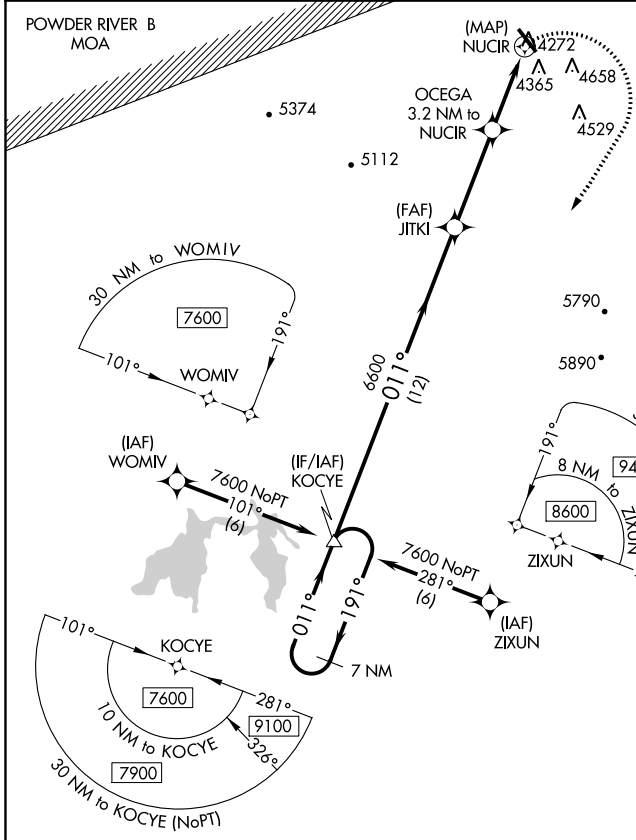 POWDER RIVER B
MOA
(MAP)
NUCIR
4272
4365
4658
4529
OCEGA
3.2 NM to
NUCIR
5374
5112
(FAF)
JITKI
30 NM to WOMIV
7600
191°
101°
WOMIV
5790
5890
6600
011°
(12)
(IAF)
WOMIV
7600 NoPT
101°
(6)
(IF/IAF)
KOCYE
191°
8 NM to ZIXUN
8600
ZIXUN
7600 NoPT
281°
(6)
(IAF)
ZIXUN
011°
191°
7 NM
101°
KOCYE
7600
281°
9100
326°
10 NM to KOCYE
7900
30 NM to KOCYE (NoPT)